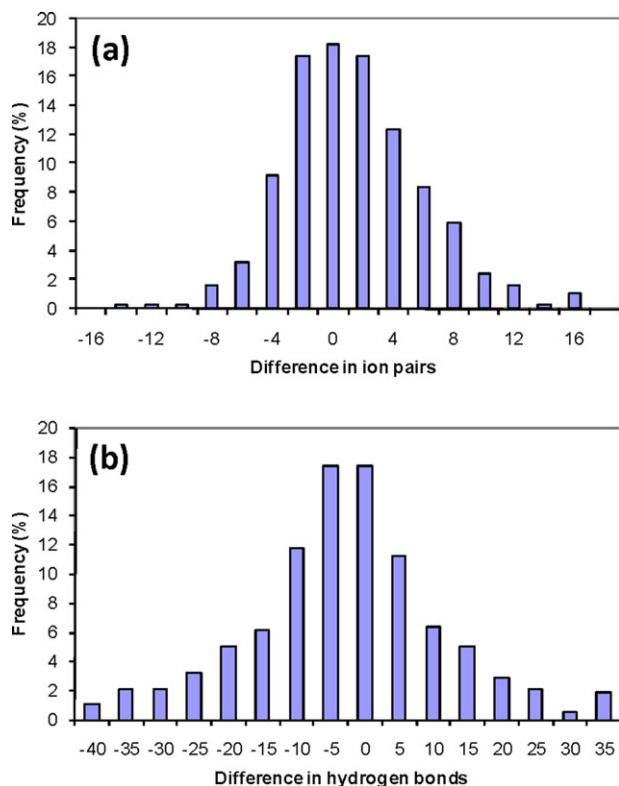 (a)
Frequency (%)
20
18
16
14
12
10
8
6
4
2
0
-16 -12 -8 -4 0 4 8 12 16
Difference in ion pairs
(b)
Frequency (%)
20
18
16
14
12
10
8
6
4
2
0
-40 -35 -30 -25 -20 -15 -10 -5 0 5 10 15 20 25 30 35
Difference in hydrogen bonds